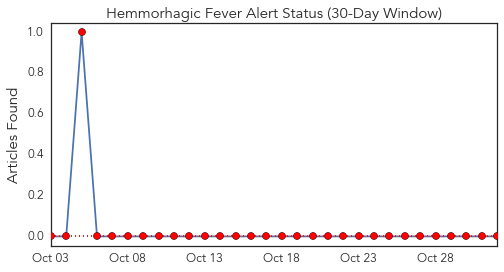 Hemmorhagic Fever Alert Status (30-Day Window)
Articles Found
1.0
0.8
0.6
0.4
0.2
0.0
Oct 03 Oct 08 Oct 13 Oct 18 Oct 23 Oct 28